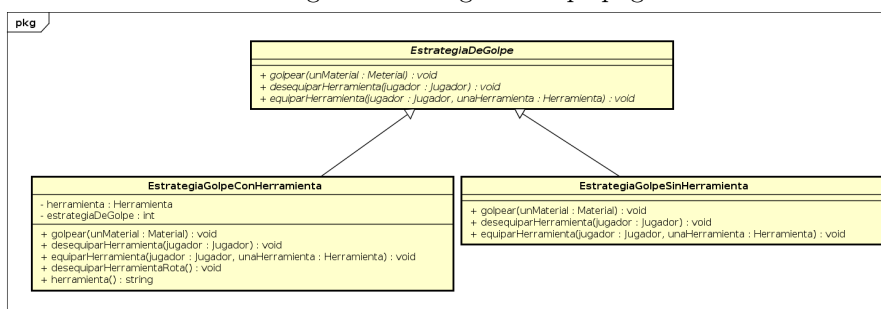 pkg
EstrategiaDeGolpe
+ golpear(unMaterial : Meterial) : void
+ desequiparHerramienta(jugador : Jugador) : void
+ equiparHerramienta(jugador : Jugador, unaHerramienta : Herramienta) : void
EstrategiaGolpeConHerramienta
- herramienta : Herramienta
- estrategiaDeGolpe : int
+ golpear(unMaterial : Material) : void
+ desequiparHerramienta(jugador : Jugador) : void
+ equiparHerramienta(jugador : Jugador, unaHerramienta : Herramienta) : void
+ desequiparHerramientaRota() : void
+ herramienta() : string
EstrategiaGolpeSinHerramienta
+ golpear(unMaterial : Material) : void
+ desequiparHerramienta(jugador : Jugador) : void
+ equiparHerramienta(jugador : Jugador, unaHerramienta : Herramienta) : void